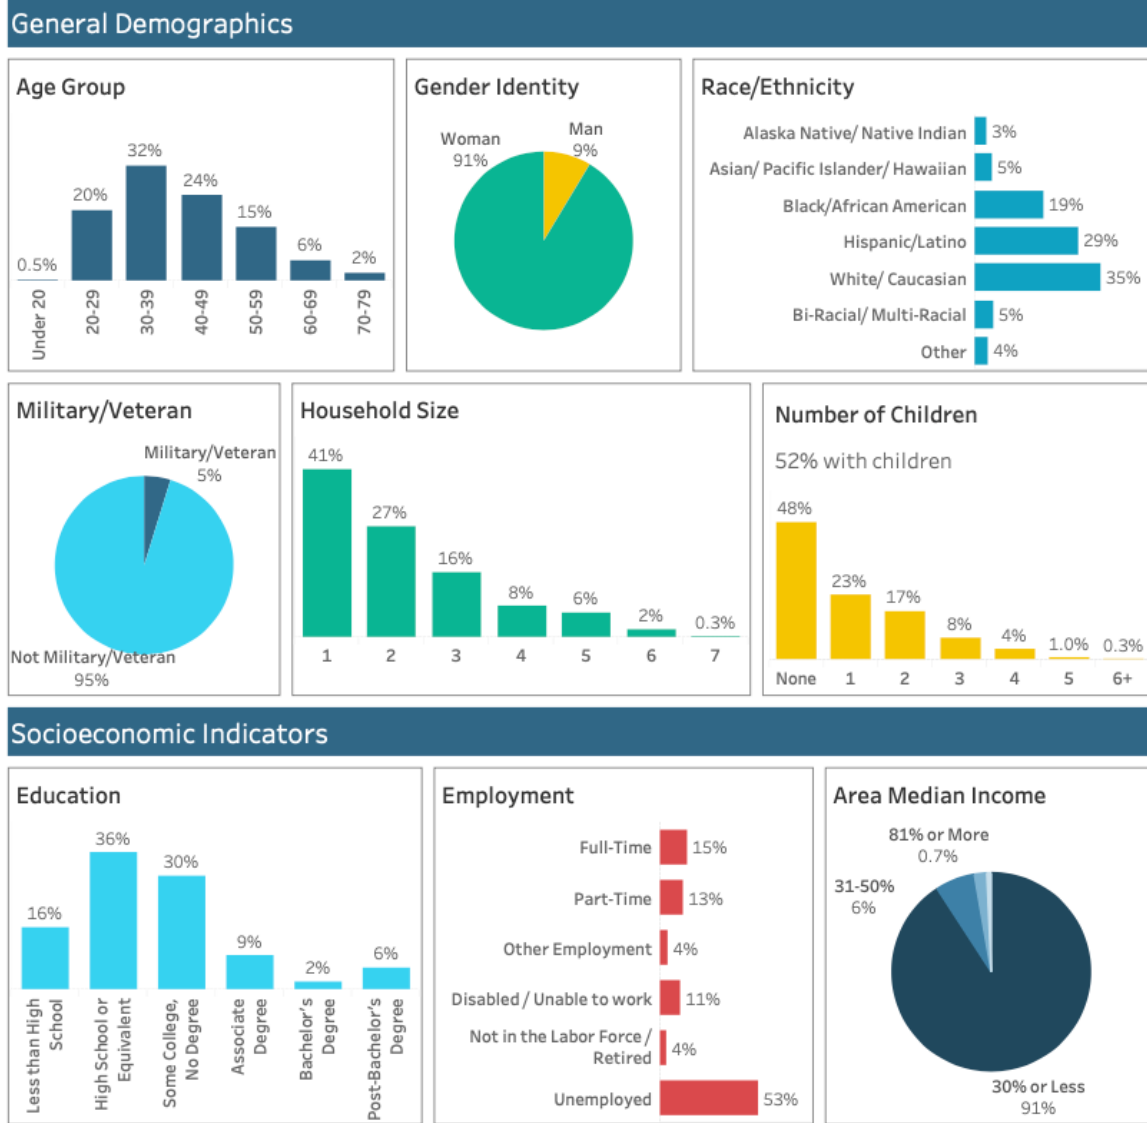 General Demographics
Age Group
32%
24%
20%
15%
6%
2%
0.5%
Under 20
20-29
30-39
40-49
50-59
60-69
70-79
Gender Identity
Woman
91%
Man
9%
Race/Ethnicity
Alaska Native/ Native Indian 3%
Asian/ Pacific Islander/ Hawaiian 5%
Black/African American 19%
Hispanic/Latino 29%
White/ Caucasian 35%
Bi-Racial/ Multi-Racial 5%
Other 4%
Military/Veteran
Military/Veteran
5%
Not Military/Veteran
95%
Household Size
41%
27%
16%
8%
6%
2%
0.3%
1 2 3 4 5 6 7
Number of Children
52% with children
48%
23%
17%
8%
4%
1.0%
0.3%
None 1 2 3 4 5 6+
Socioeconomic Indicators
Education
36%
30%
16%
9%
2%
6%
Less than High
School
High School or
Equivalent
Some College,
No Degree
Associate
Degree
Bachelor's
Degree
Post-Bachelor's
Degree
Employment
Full-Time 15%
Part-Time 13%
Other Employment 4%
Disabled / Unable to work 11%
Not in the Labor Force /
Retired 4%
Unemployed 53%
Area Median Income
81% or More
0.7%
31-50%
6%
30% or Less
91%